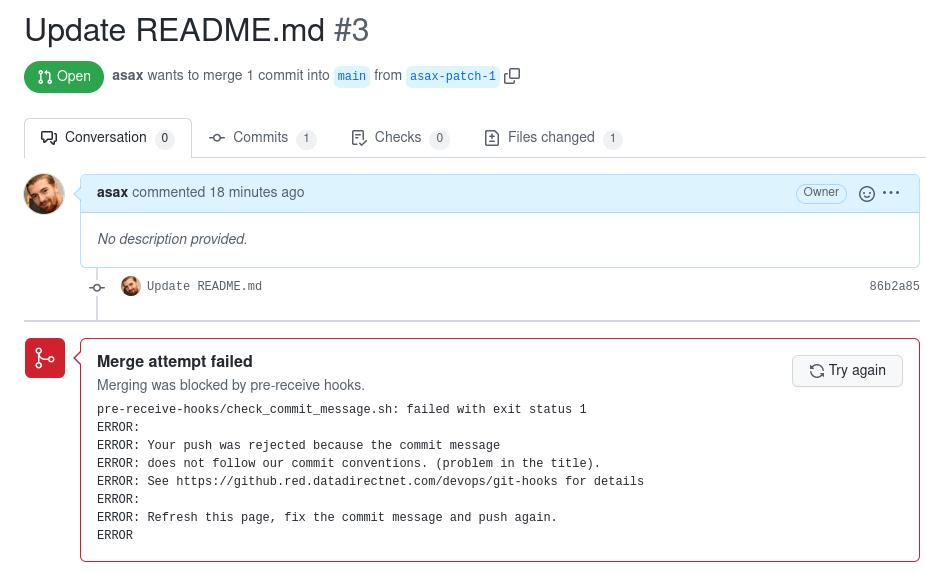 Update README.md #3
Open asax wants to merge 1 commit into main from asax-patch-1
Conversation 0 Commits 1 Checks 0 Files changed 1
asax commented 18 minutes ago Owner
No description provided.
Update README.md 86b2a85
Merge attempt failed
Try again
Merging was blocked by pre-receive hooks.
pre-receive-hooks/check_commit_message.sh: failed with exit status 1
ERROR:
ERROR: Your push was rejected because the commit message
ERROR: does not follow our commit conventions. (problem in the title).
ERROR: See https://github.red.datadirectnet.com/devops/git-hooks for details
ERROR:
ERROR: Refresh this page, fix the commit message and push again.
ERROR